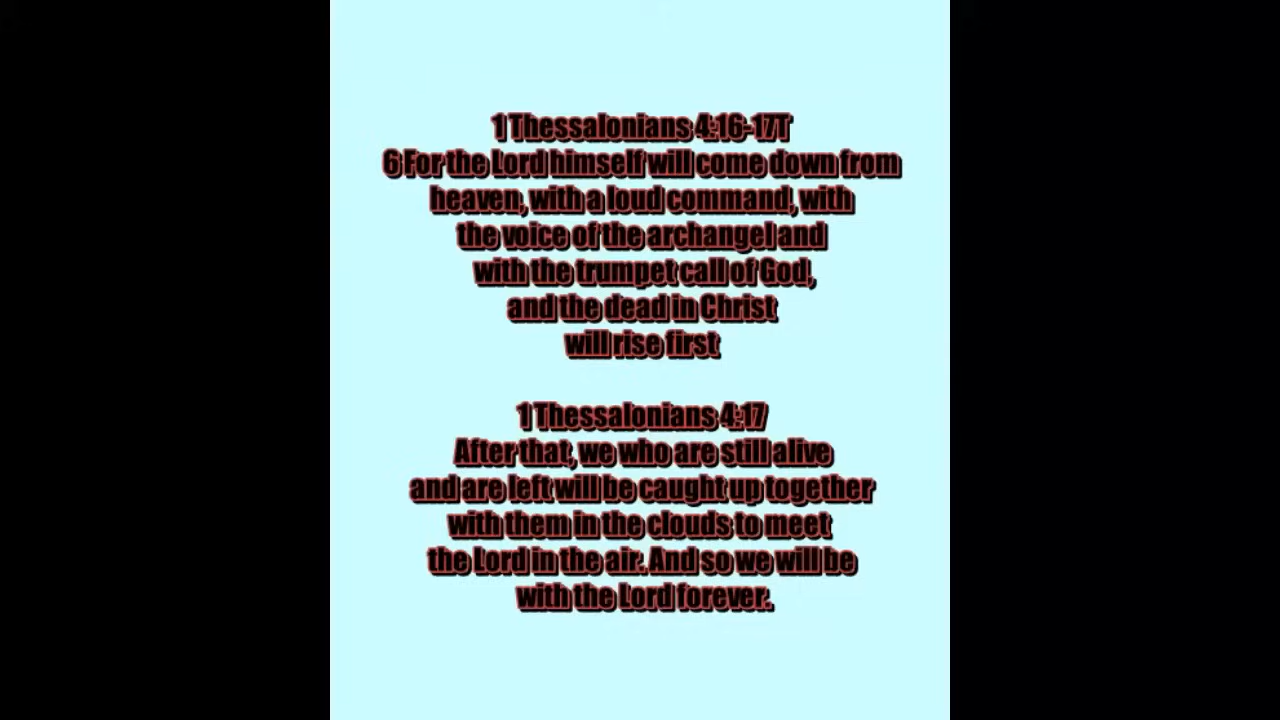 1 Thessalonians 4:16-17T
6 For the Lord himself will come down from
heaven, with a loud command, with
the voice of the archangel and
with the trumpet call of God,
and the dead in Christ
will rise first
1 Thessalonians 4:17
After that, we who are still alive
and are left will be caught up together
with them in the clouds to meet
the Lord in the air. And so we will be
with the Lord forever.